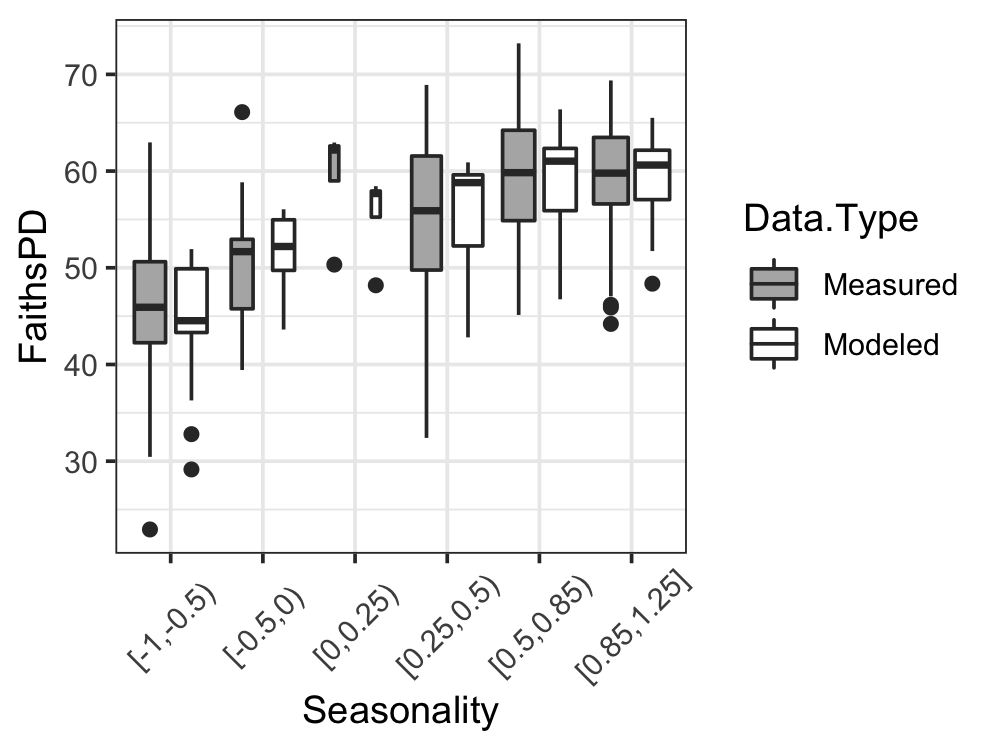 FaithsPD
70
60
50
40
30
[-1,-0.5)
[-0.5,0)
[0,0.25)
[0.25,0.5)
[0.5,0.85)
[0.85,1.25]
Seasonality
Data.Type
Measured
Modeled